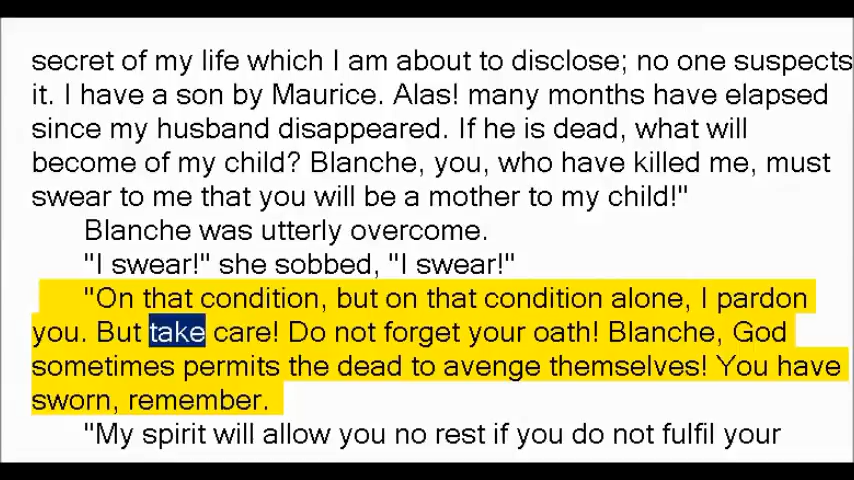 secret of my life which I am about to disclose; no one suspects
it. I have a son by Maurice. Alas! many months have elapsed
since my husband disappeared. If he is dead, what will
become of my child? Blanche, you, who have killed me, must
swear to me that you will be a mother to my child!"
Blanche was utterly overcome.
"I swear!" she sobbed, "I swear!"
"On that condition, but on that condition alone, I pardon
you. But take care! Do not forget your oath! Blanche, God
sometimes permits the dead to avenge themselves! You have
sworn, remember.
"My spirit will allow you no rest if you do not fulfil your